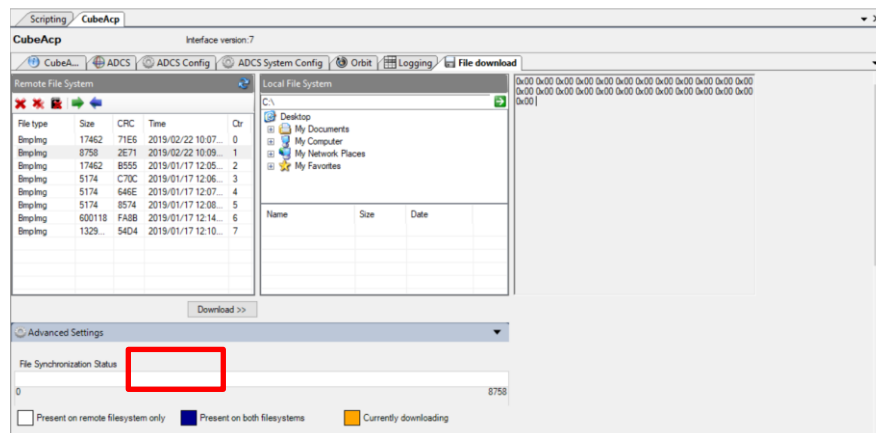 Scripting CubeAcp
CubeAcp Interface version:7
CubeA... ADCS ADCS Config ADCS System Config Orbit Logging File download
Remote File System
File type Size CRC Time Ctr
BmpImg 17462 71E6 2019/02/22 10:07... 0
BmpImg 8758 2E71 2019/02/22 10:09... 1
BmpImg 17462 B555 2019/01/17 12:05... 2
BmpImg 5174 C70C 2019/01/17 12:06... 3
BmpImg 5174 646E 2019/01/17 12:07... 4
BmpImg 5174 8574 2019/01/17 12:08... 5
BmpImg 600118 FA8B 2019/01/17 12:14... 6
BmpImg 1329... 54D4 2019/01/17 12:10... 7
Local File System
C:\
Desktop
My Documents
My Computer
My Network Places
My Favorites
Name Size Date
0x00 0x00 0x00 0x00 0x00 0x00 0x00 0x00 0x00 0x00 0x00 0x00
0x00 0x00 0x00 0x00 0x00 0x00 0x00 0x00 0x00 0x00 0x00 0x00
0x00
Download >>
Advanced Settings
File Synchronization Status
0 8758
Present on remote filesystem only Present on both filesystems Currently downloading